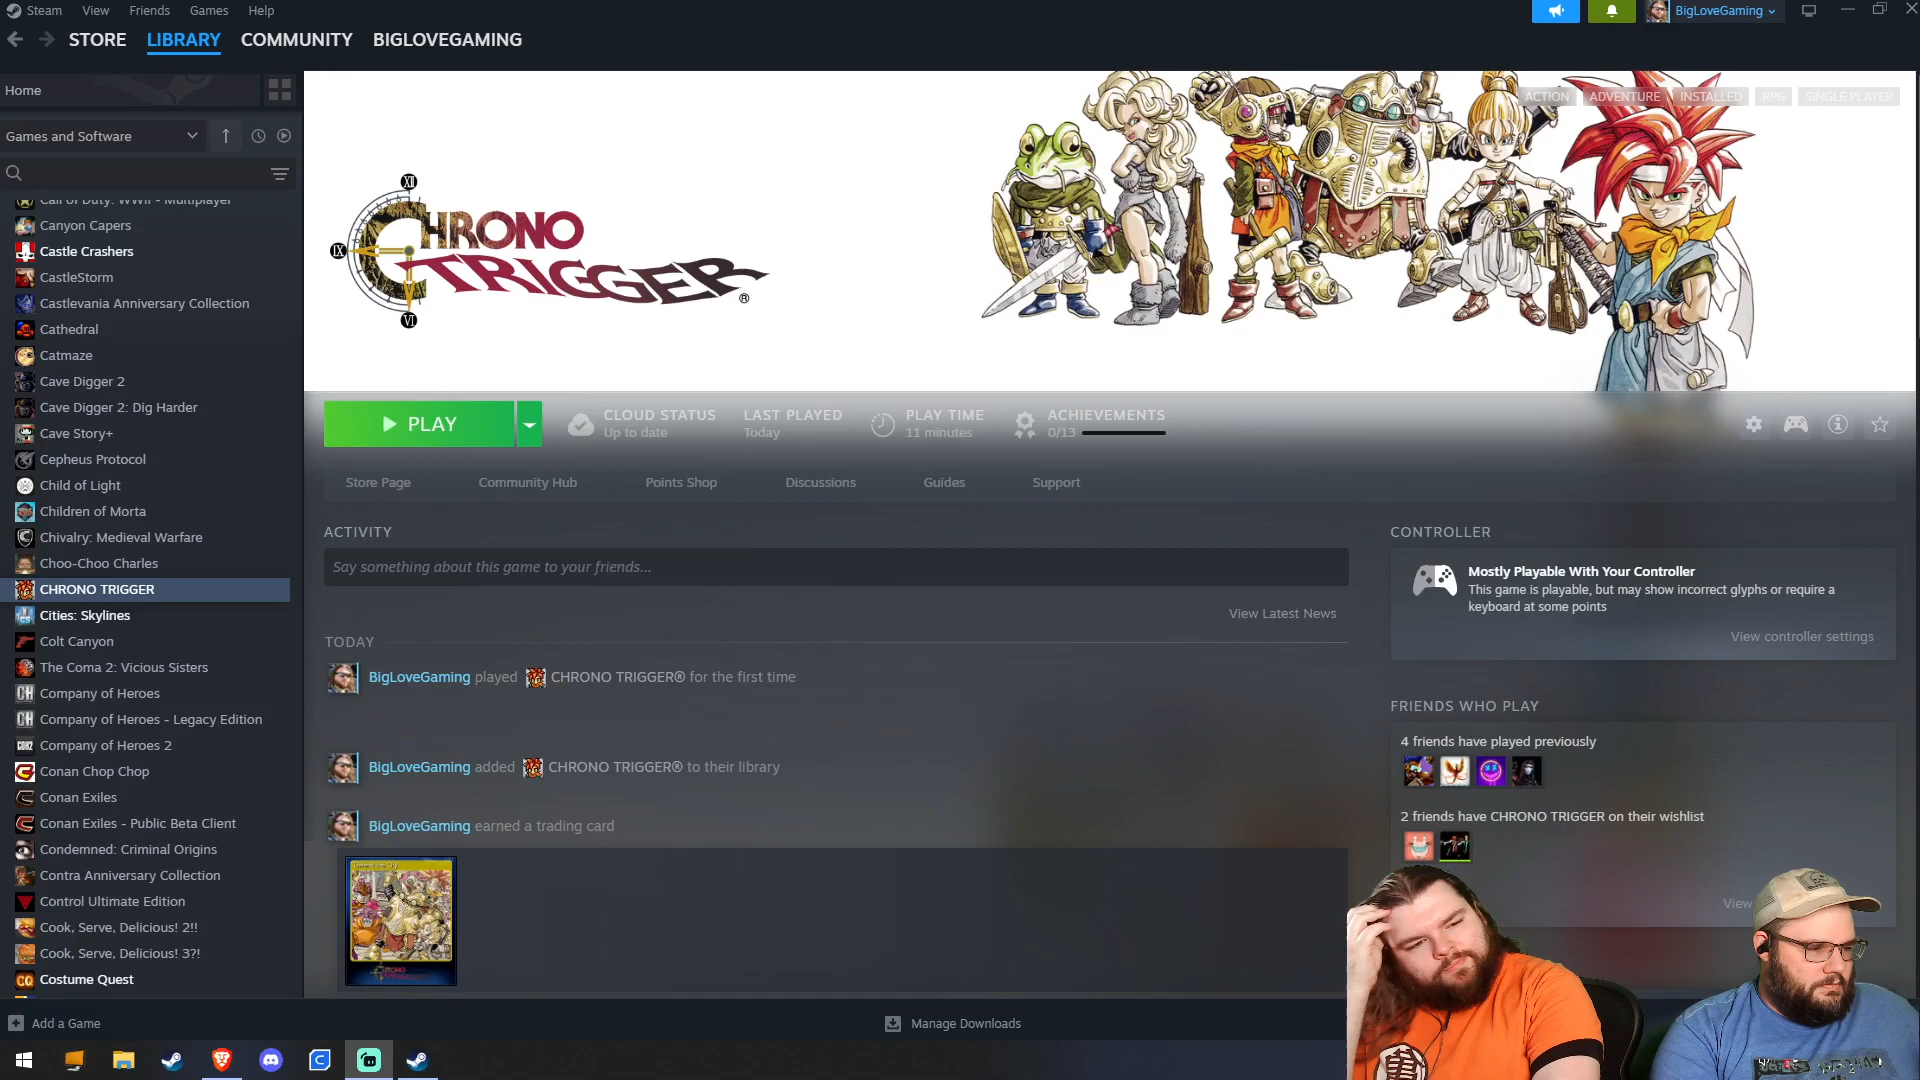 Steam View Friends Games Help
BigLoveGaming
STORE LIBRARY COMMUNITY BIGLOVEGAMING
Home
Games and Software
Call of Duty: WWII - Multiplayer
Canyon Capers
Castle Crashers
CastleStorm
Castlevania Anniversary Collection
Cathedral
Catmaze
Cave Digger 2
Cave Digger 2: Dig Harder
Cave Story+
Cepheus Protocol
Child of Light
Children of Morta
Chivalry: Medieval Warfare
Choo-Choo Charles
CHRONO TRIGGER
Cities: Skylines
Colt Canyon
The Coma 2: Vicious Sisters
Company of Heroes
Company of Heroes - Legacy Edition
Company of Heroes 2
Conan Chop Chop
Conan Exiles
Conan Exiles - Public Beta Client
Condemned: Criminal Origins
Contra Anniversary Collection
Control Ultimate Edition
Cook, Serve, Delicious! 2!!
Cook, Serve, Delicious! 3?!
Costume Quest
Add a Game
ACTION ADVENTURE INSTALLED RPG SINGLE PLAYER
XII
IX
VI
CHRONO
TRIGGER®
PLAY
CLOUD STATUS
Up to date
LAST PLAYED
Today
PLAY TIME
11 minutes
ACHIEVEMENTS
0/13
Store Page Community Hub Points Shop Discussions Guides Support
ACTIVITY
Say something about this game to your friends...
View Latest News
TODAY
BigLoveGaming played CHRONO TRIGGER® for the first time
BigLoveGaming added CHRONO TRIGGER® to their library
BigLoveGaming earned a trading card
CONTROLLER
Mostly Playable With Your Controller
This game is playable, but may show incorrect glyphs or require a
keyboard at some points
View controller settings
FRIENDS WHO PLAY
4 friends have played previously
2 friends have CHRONO TRIGGER on their wishlist
View
Manage Downloads